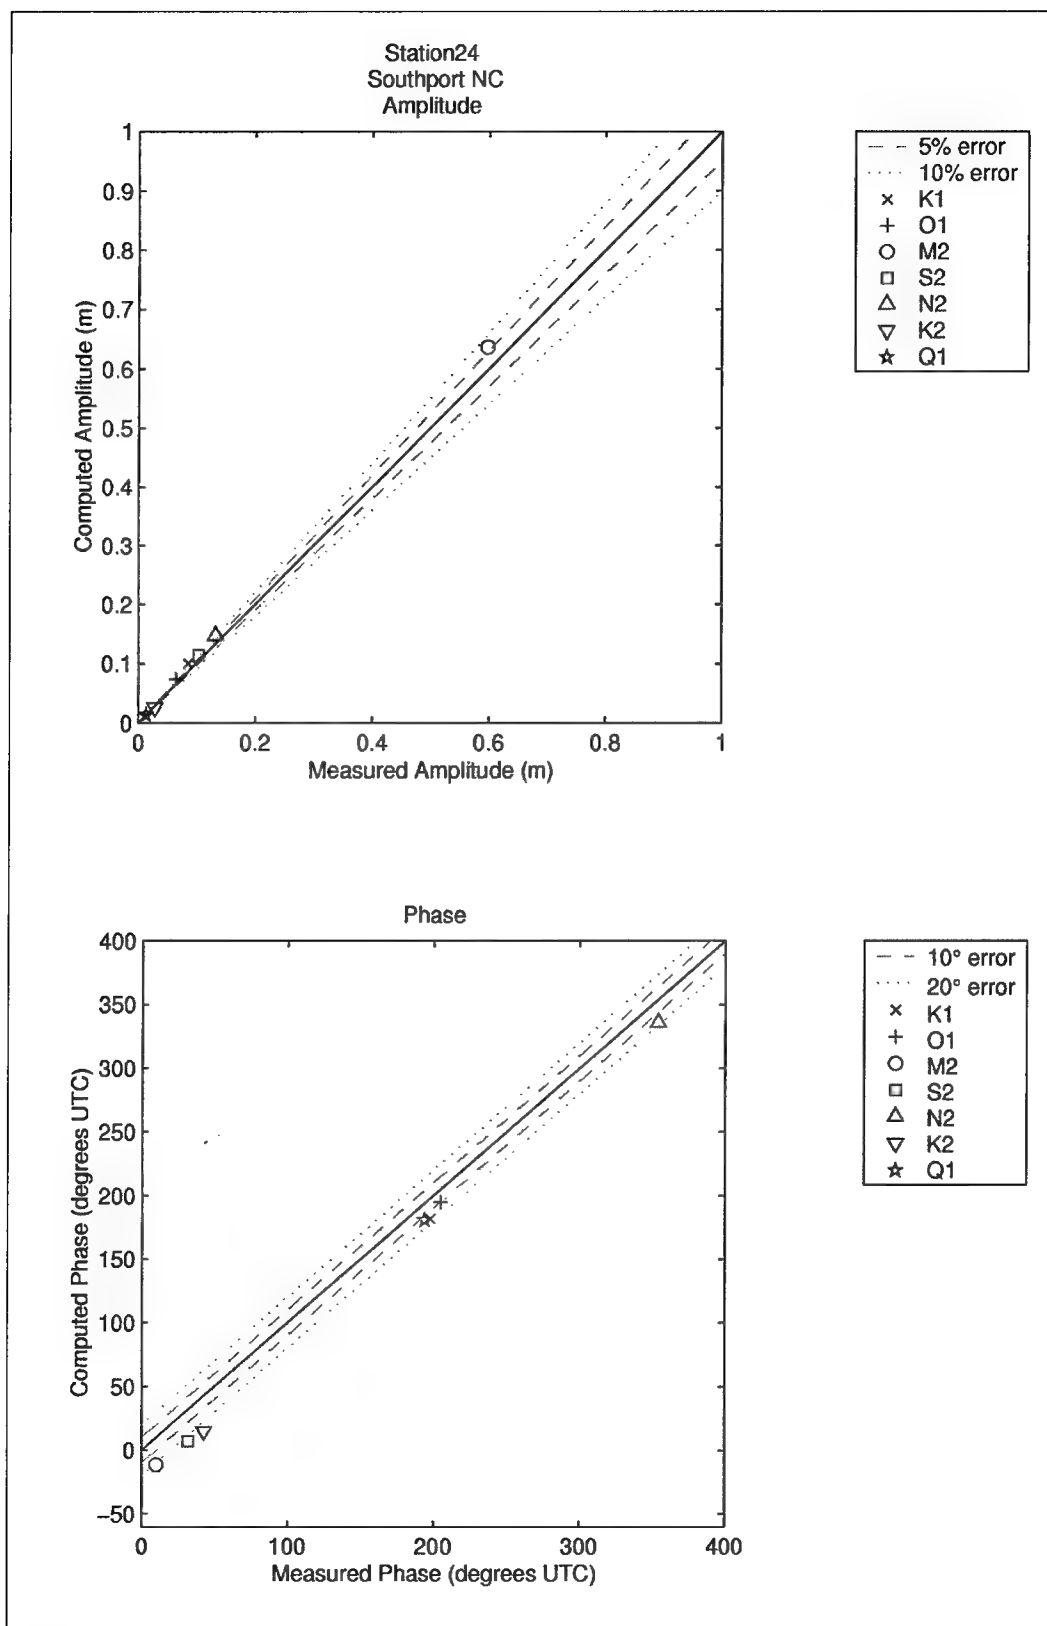 Station24
Southport NC
Amplitude
1
0.9
0.8
0.7
0.6
0.5
0.4
0.3
0.2
0.1
0
0
0.2
0.4
0.6
0.8
1
Computed Amplitude (m)
Measured Amplitude (m)
5% error
10% error
K1
O1
M2
S2
N2
K2
Q1
Phase
400
350
300
250
200
150
100
50
0
−50
0
100
200
300
400
Computed Phase (degrees UTC)
Measured Phase (degrees UTC)
10° error
20° error
K1
O1
M2
S2
N2
K2
Q1